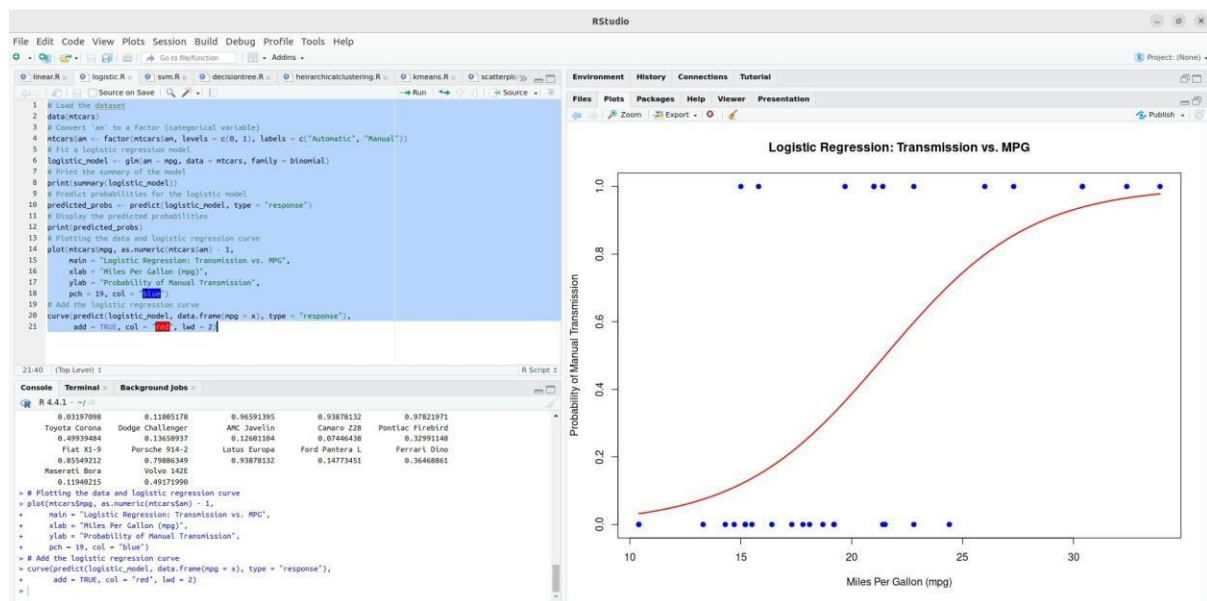 RStudio
File Edit Code View Plots Session Build Debug Profile Tools Help
Go to file/function
Addins
Project: (None)
linear.R
logistic.R
svm.R
decisiontree.R
heirarchicalclustering.R
kmeans.R
scatterplo
Source on Save
Run
Source
1 # Load the dataset
2 data(mtcars)
3 # Convert 'am' to a factor (categorical variable)
4 mtcars$am <- factor(mtcars$am, levels = c(0, 1), labels = c("Automatic", "Manual"))
5 # Fit a logistic regression model
6 logistic_model <- glm(am ~ mpg, data = mtcars, family = binomial)
7 # Print the summary of the model
8 print(summary(logistic_model))
9 # Predict probabilities for the logistic model
10 predicted_probs <- predict(logistic_model, type = "response")
11 # Display the predicted probabilities
12 print(predicted_probs)
13 # Plotting the data and logistic regression curve
14 plot(mtcars$mpg, as.numeric(mtcars$am) - 1,
15 main = "Logistic Regression: Transmission vs. MPG",
16 xlab = "Miles Per Gallon (mpg)",
17 ylab = "Probability of Manual Transmission",
18 pch = 19, col = "blue")
19 # Add the logistic regression curve
20 curve(predict(logistic_model, data.frame(mpg = x), type = "response"),
21 add = TRUE, col = "red", lwd = 2)
21:40 (Top Level) R Script
Console Terminal Background Jobs
R 4.4.1 · ~/
0.03197098 0.11005178 0.96591395 0.93878132 0.97821971
Toyota Corona Dodge Challenger AMC Javelin Camaro Z28 Pontiac Firebird
0.49939484 0.13650937 0.12601104 0.07446438 0.32991148
Fiat X1-9 Porsche 914-2 Lotus Europa Ford Pantera L Ferrari Dino
0.85549212 0.79886349 0.93878132 0.14773451 0.36468861
Maserati Bora Volvo 142E
0.11940215 0.49171990
> # Plotting the data and logistic regression curve
> plot(mtcars$mpg, as.numeric(mtcars$am) - 1,
+ main = "Logistic Regression: Transmission vs. MPG",
+ xlab = "Miles Per Gallon (mpg)",
+ ylab = "Probability of Manual Transmission",
+ pch = 19, col = "blue")
> # Add the logistic regression curve
> curve(predict(logistic_model, data.frame(mpg = x), type = "response"),
+ add = TRUE, col = "red", lwd = 2)
>
Environment History Connections Tutorial
Files Plots Packages Help Viewer Presentation
Zoom Export Publish
Logistic Regression: Transmission vs. MPG
Probability of Manual Transmission
1.0
0.8
0.6
0.4
0.2
0.0
10 15 20 25 30
Miles Per Gallon (mpg)